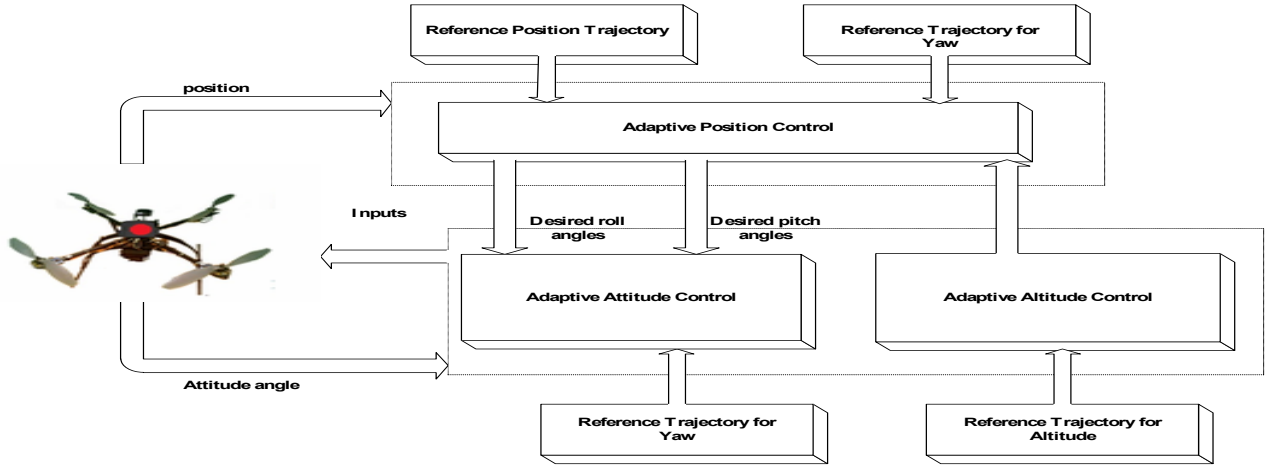 Reference Position Trajectory
Reference Trajectory for
Yaw
position
Adaptive Position Control
Inputs
Desired roll
angles
Desired pitch
angles
Adaptive Attitude Control
Adaptive Altitude Control
Attitude angle
Reference Trajectory for
Yaw
Reference Trajectory for
Altitude